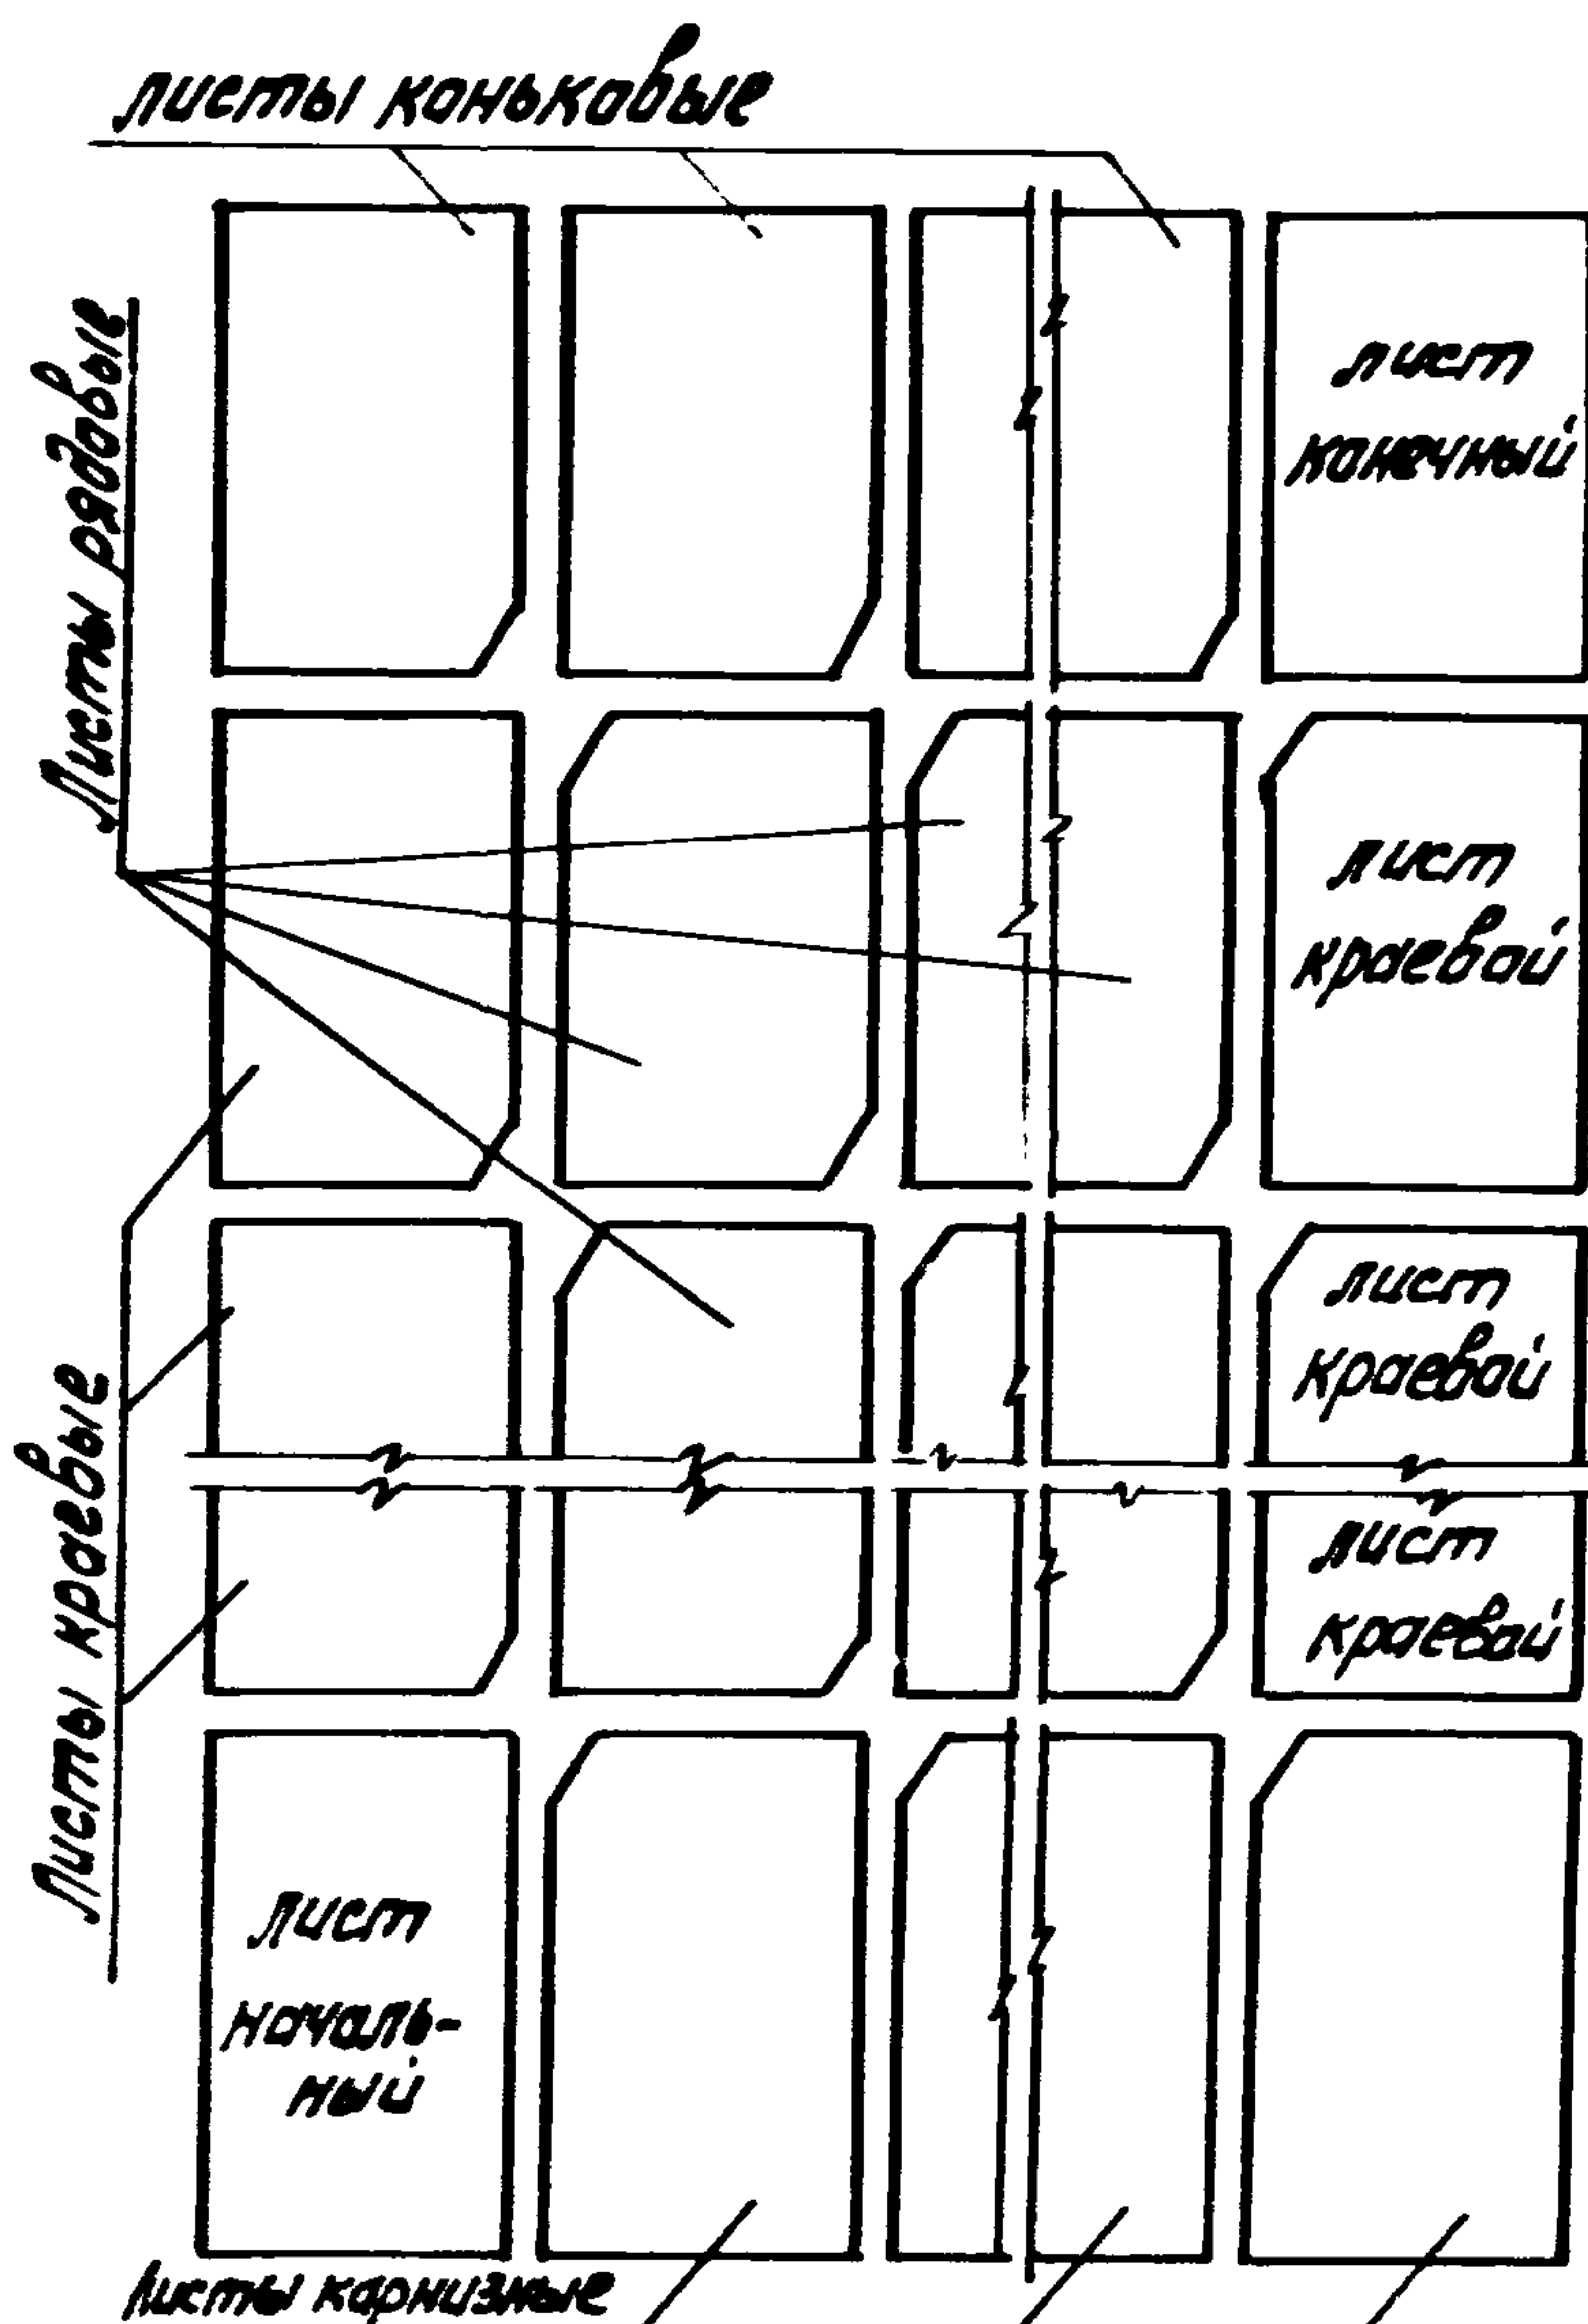 листы коньковые
Листы рядовые
лист
конечный
лист
краевой
лист
краевой
Листы краевые
лист
краевой
лист
началь-
ный
Листы карнизные